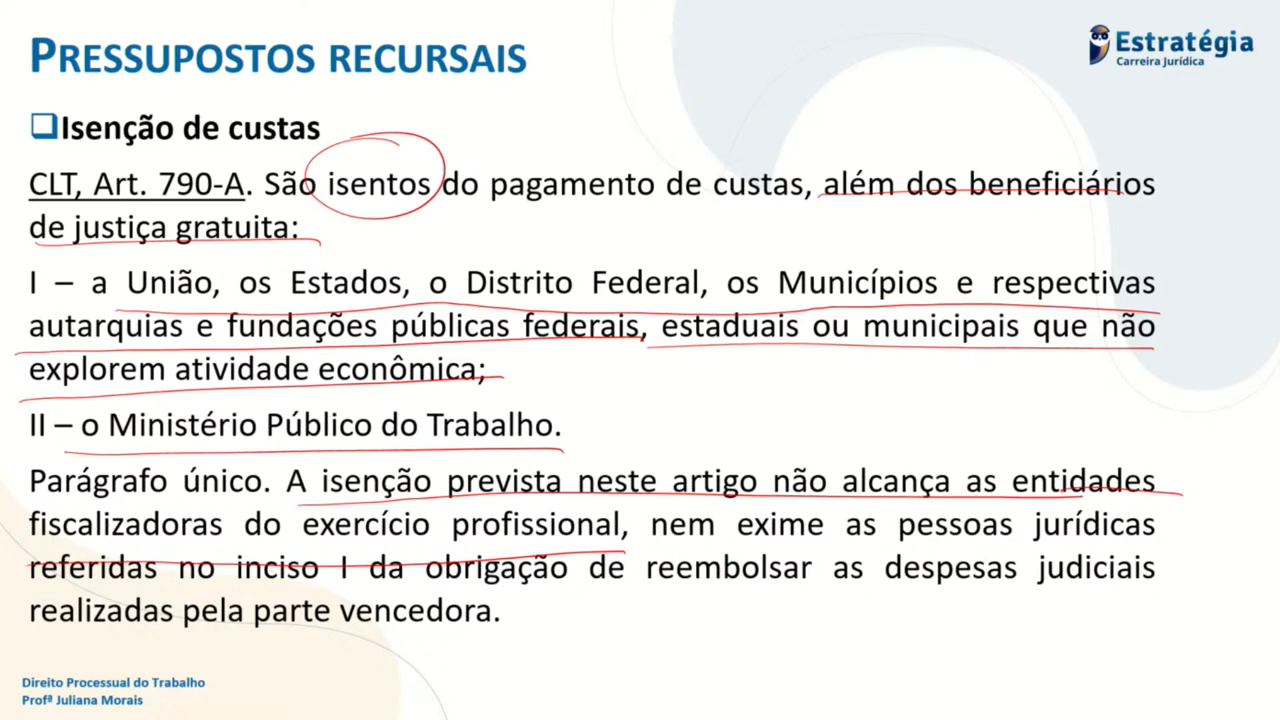 PRESSUPOSTOS RECURSAIS
Estratégia
Carreira Jurídica
Isenção de custas
CLT, Art. 790-A. São isentos do pagamento de custas, além dos beneficiários
de justiça gratuita:
I – a União, os Estados, o Distrito Federal, os Municípios e respectivas
autarquias e fundações públicas federais, estaduais ou municipais que não
explorem atividade econômica;
II – o Ministério Público do Trabalho.
Parágrafo único. A isenção prevista neste artigo não alcança as entidades
fiscalizadoras do exercício profissional, nem exime as pessoas jurídicas
referidas no inciso I da obrigação de reembolsar as despesas judiciais
realizadas pela parte vencedora.
Direito Processual do Trabalho
Profª Juliana Morais